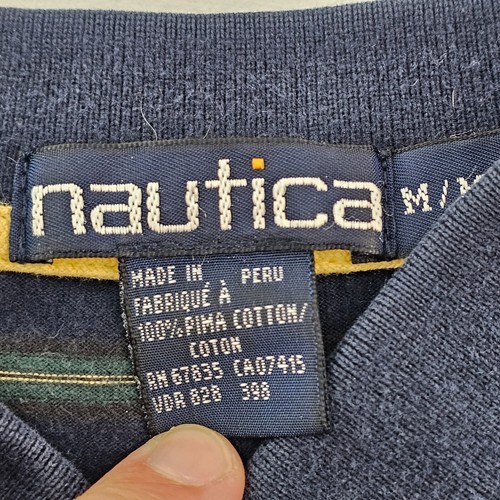 nautica
M/M
MADE IN PERU
FABRIQUÉ À
100% PIMA COTTON/
COTON
RN 67835 CA07415
VDR 828 398